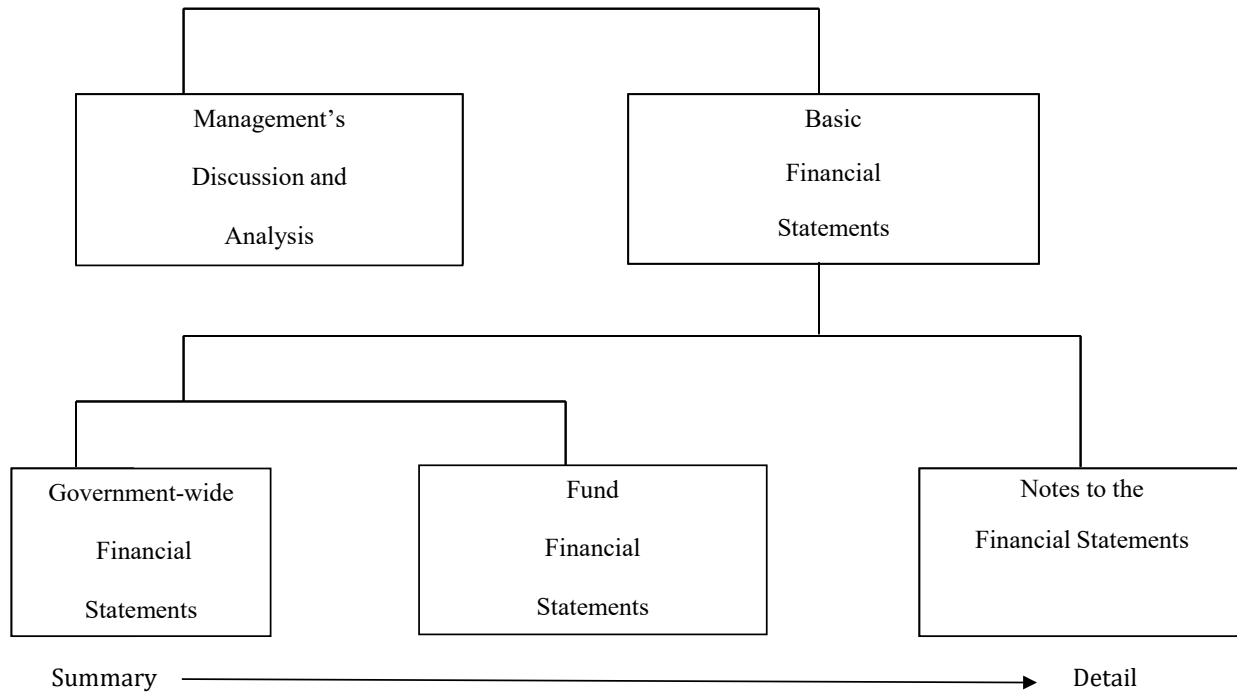 Management’s
Discussion and
Analysis
Basic
Financial
Statements
Government-wide
Financial
Statements
Fund
Financial
Statements
Notes to the
Financial Statements
Summary
Detail